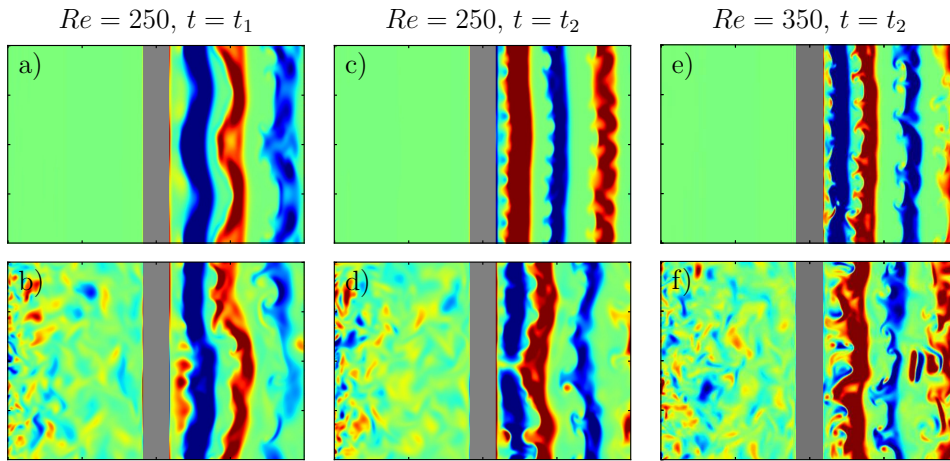 Re = 250, t = t₁ Re = 250, t = t₂ Re = 350, t = t₂
a) c) e)
b) d) f)